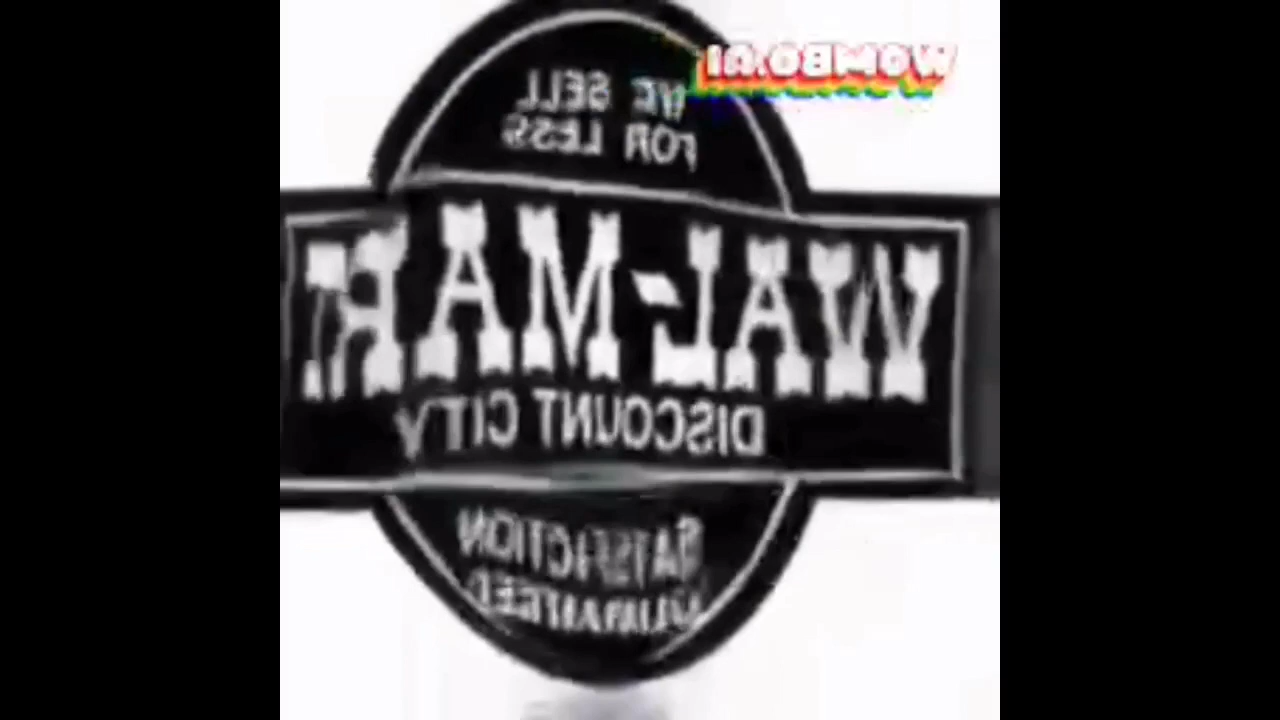 WOMBO.AI
WE SELL
FOR LESS
WAL-MART
DISCOUNT CITY
SATISFACTION
GUARANTEED